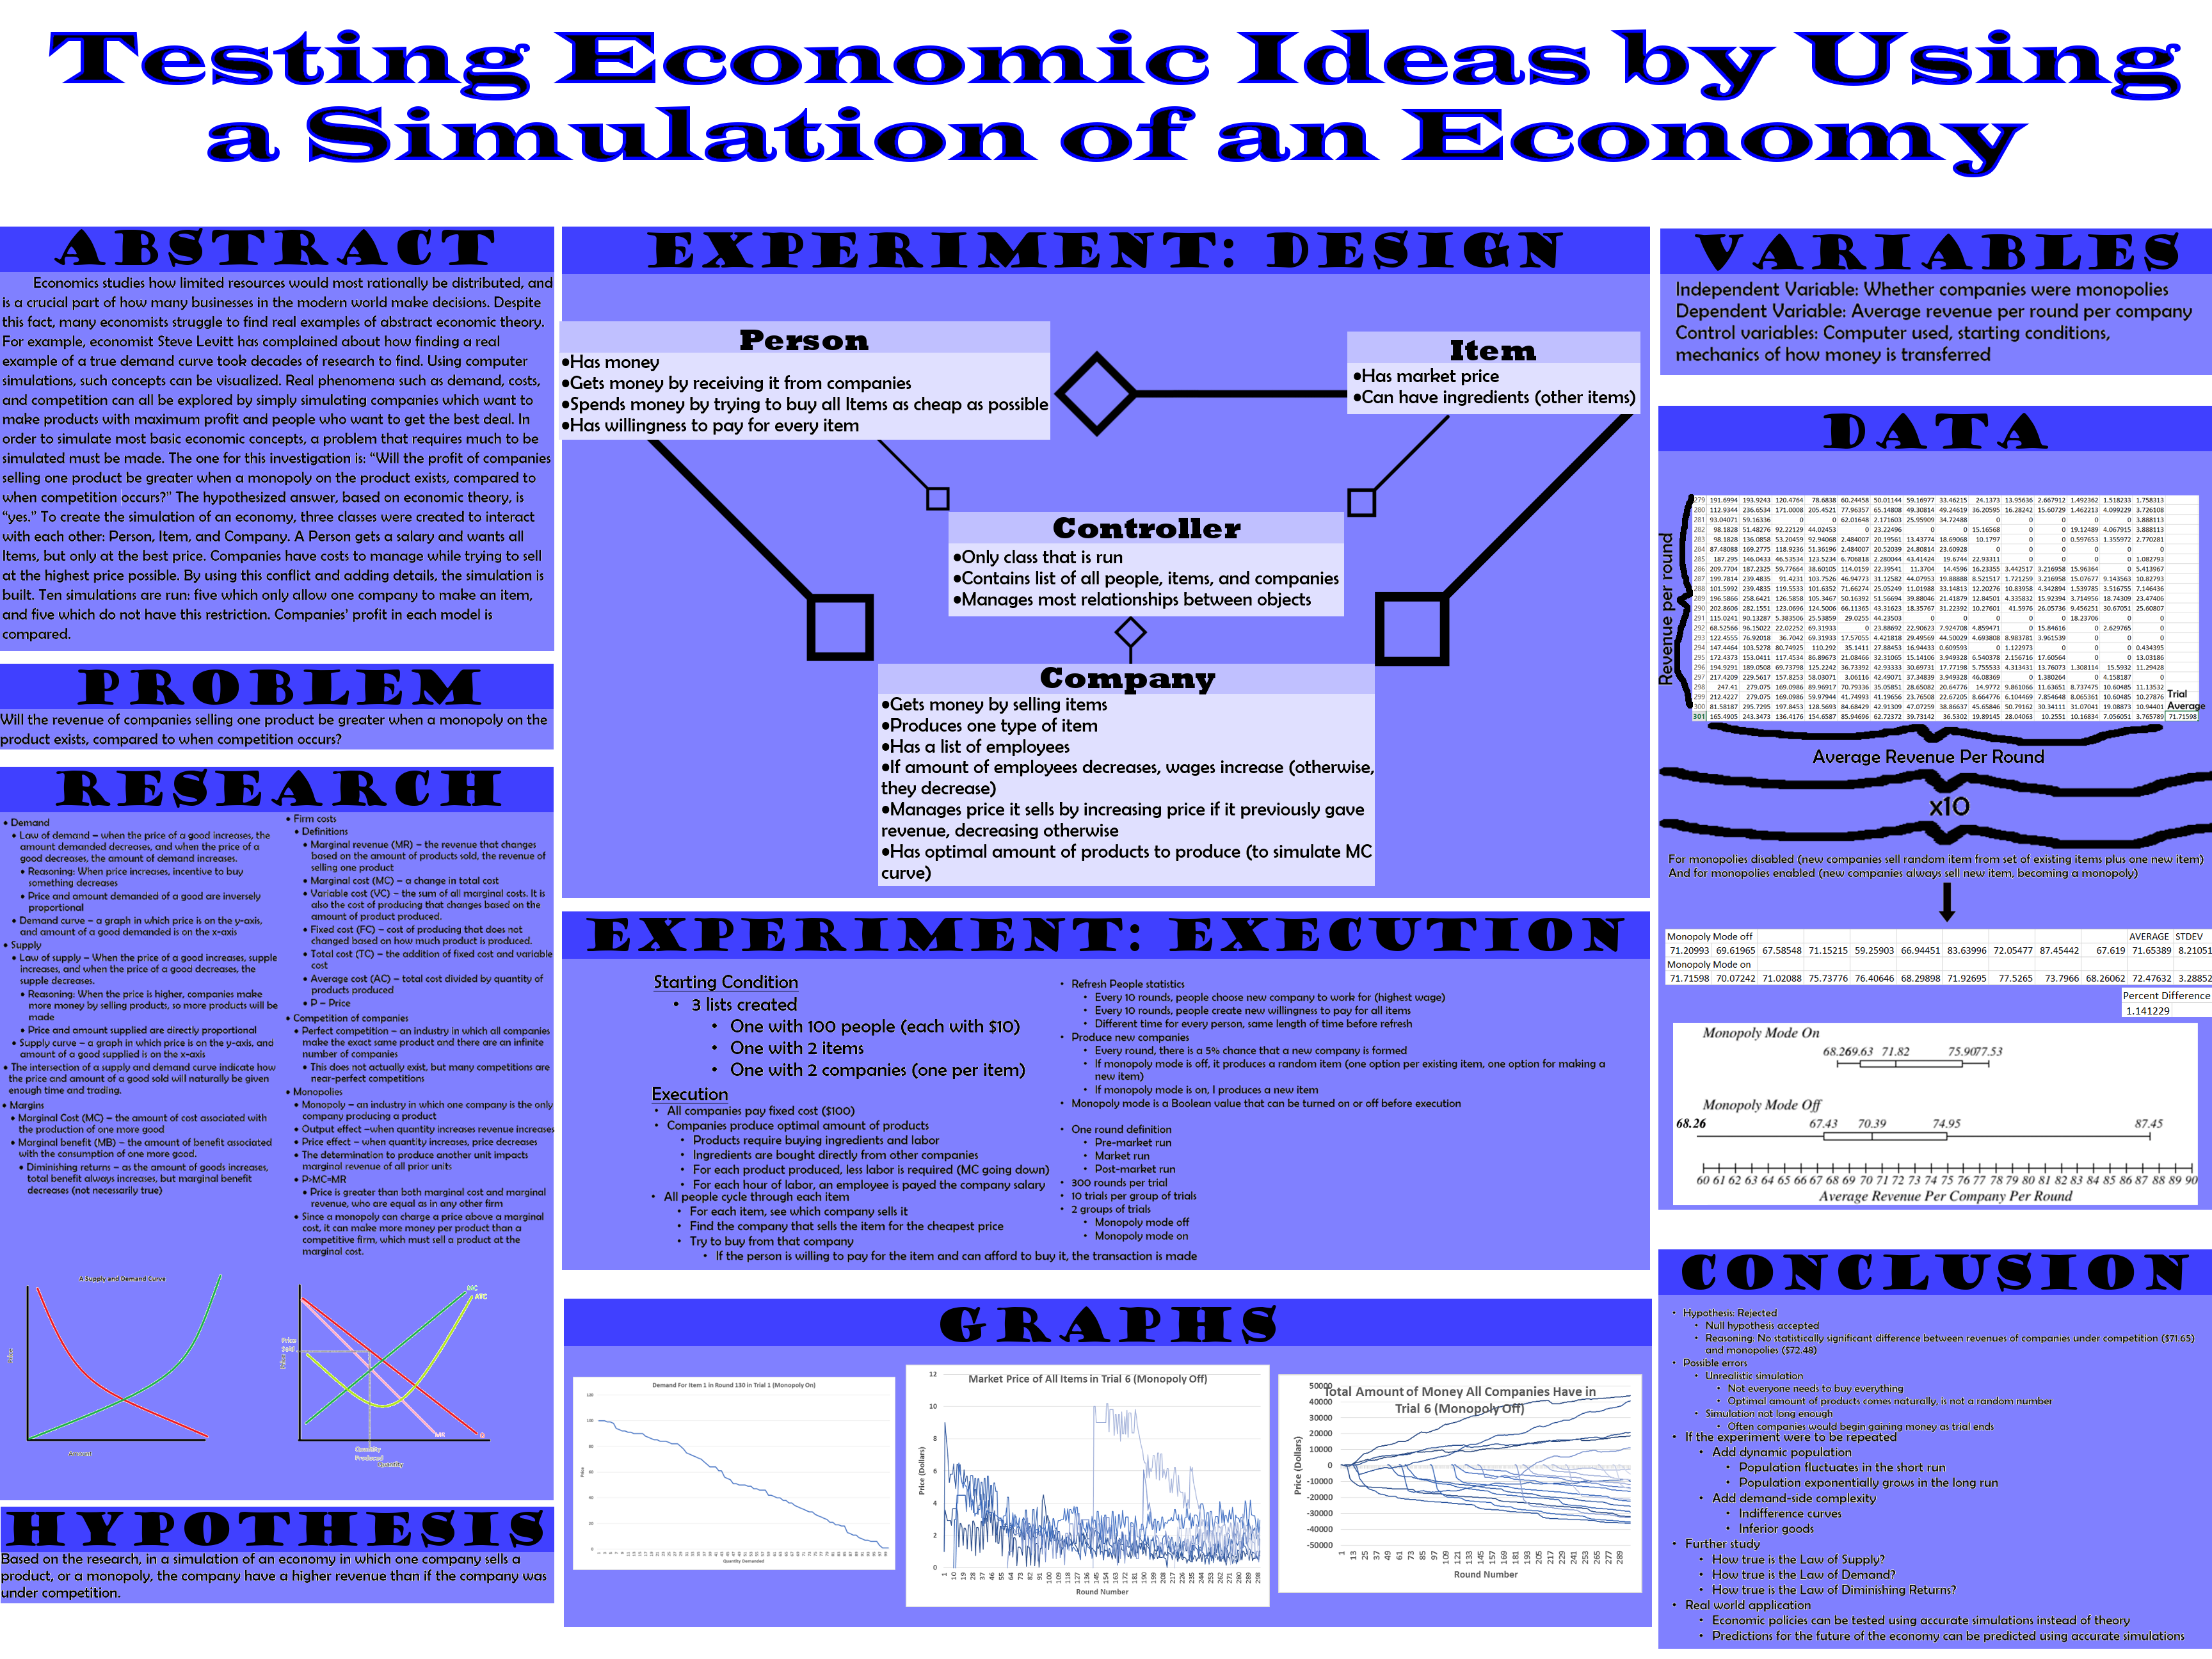 Testing Economic Ideas by Using
a Simulation of an Economy
ABSTRACT
Economics studies how limited resources would most rationally be distributed, and
is a crucial part of how many businesses in the modern world make decisions. Despite
this fact, many economists struggle to find real examples of abstract economic theory.
For example, economist Steve Levitt has complained about how finding a real
example of a true demand curve took decades of research to find. Using computer
simulations, such concepts can be visualized. Real phenomena such as demand, costs,
and competition can all be explored by simply simulating companies which want to
make products with maximum profit and people who want to get the best deal. In
order to simulate most basic economic concepts, a problem that requires much to be
simulated must be made. The one for this investigation is: "Will the profit of companies
selling one product be greater when a monopoly on the product exists, compared to
when competition occurs?" The hypothesized answer, based on economic theory, is
"yes." To create the simulation of an economy, three classes were created to interact
with each other: Person, Item, and Company. A Person gets a salary and wants all
Items, but only at the best price. Companies have costs to manage while trying to sell
at the highest price possible. By using this conflict and adding details, the simulation is
built. Ten simulations are run: five which only allow one company to make an item,
and five which do not have this restriction. Companies' profit in each model is
compared.
PROBLEM
Will the revenue of companies selling one product be greater when a monopoly on the
product exists, compared to when competition occurs?
RESEARCH
• Demand
• Law of demand – when the price of a good increases, the
amount demanded decreases, and when the price of a
good decreases, the amount of demand increases.
• Reasoning: When price increases, incentive to buy
something decreases
• Price and amount demanded of a good are inversely
proportional
• Demand curve – a graph in which price is on the y-axis,
and amount of a good demanded is on the x-axis
• Supply
• Law of supply – When the price of a good increases, supple
increases, and when the price of a good decreases, the
supple decreases.
• Reasoning: When the price is higher, companies make
more money by selling products, so more products will be
made
• Price and amount supplied are directly proportional
• Supply curve – a graph in which price is on the y-axis, and
amount of a good supplied is on the x-axis
• The intersection of a supply and demand curve indicate how
the price and amount of a good sold will naturally be given
enough time and trading.
• Margins
• Marginal Cost (MC) – the amount of cost associated with
the production of one more good
• Marginal benefit (MB) – the amount of benefit associated
with the consumption of one more good.
• Diminishing returns – as the amount of goods increases,
total benefit always increases, but marginal benefit
decreases (not necessarily true)
• Firm costs
• Definitions
• Marginal revenue (MR) – the revenue that changes
based on the amount of products sold, the revenue of
selling one product
• Marginal cost (MC) – a change in total cost
• Variable cost (VC) – the sum of all marginal costs. It is
also the cost of producing that changes based on the
amount of product produced.
• Fixed cost (FC) – cost of producing that does not
changed based on how much product is produced.
• Total cost (TC) – the addition of fixed cost and variable
cost
• Average cost (AC) – total cost divided by quantity of
products produced
• P – Price
• Competition of companies
• Perfect competition – an industry in which all companies
make the exact same product and there are an infinite
number of companies
• This does not actually exist, but many competitions are
near-perfect competitions
• Monopolies
• Monopoly – an industry in which one company is the only
company producing a product
• Output effect –when quantity increases revenue increases
• Price effect – when quantity increases, price decreases
• The determination to produce another unit impacts
marginal revenue of all prior units
• P>MC=MR
• Price is greater than both marginal cost and marginal
revenue, who are equal as in any other firm
• Since a monopoly can charge a price above a marginal
cost, it can make more money per product than a
competitive firm, which must sell a product at the
marginal cost.
A Supply and Demand Curve
Price
Amount
MC
ATC
Price
Sold
Price
MR
D
Quantity
Produced
Quantity
HYPOTHESIS
Based on the research, in a simulation of an economy in which one company sells a
product, or a monopoly, the company have a higher revenue than if the company was
under competition.
EXPERIMENT: DESIGN
Person
•Has money
•Gets money by receiving it from companies
•Spends money by trying to buy all Items as cheap as possible
•Has willingness to pay for every item
Item
•Has market price
•Can have ingredients (other items)
Controller
•Only class that is run
•Contains list of all people, items, and companies
•Manages most relationships between objects
Company
•Gets money by selling items
•Produces one type of item
•Has a list of employees
•If amount of employees decreases, wages increase (otherwise,
they decrease)
•Manages price it sells by increasing price if it previously gave
revenue, decreasing otherwise
•Has optimal amount of products to produce (to simulate MC
curve)
EXPERIMENT: EXECUTION
Starting Condition
• 3 lists created
• One with 100 people (each with $10)
• One with 2 items
• One with 2 companies (one per item)
Execution
• All companies pay fixed cost ($100)
• Companies produce optimal amount of products
• Products require buying ingredients and labor
• Ingredients are bought directly from other companies
• For each product produced, less labor is required (MC going down)
• For each hour of labor, an employee is payed the company salary
• All people cycle through each item
• For each item, see which company sells it
• Find the company that sells the item for the cheapest price
• Try to buy from that company
• If the person is willing to pay for the item and can afford to buy it, the transaction is made
• Refresh People statistics
• Every 10 rounds, people choose new company to work for (highest wage)
• Every 10 rounds, people create new willingness to pay for all items
• Different time for every person, same length of time before refresh
• Produce new companies
• Every round, there is a 5% chance that a new company is formed
• If monopoly mode is off, it produces a random item (one option per existing item, one option for making a
new item)
• If monopoly mode is on, I produces a new item
• Monopoly mode is a Boolean value that can be turned on or off before execution
• One round definition
• Pre-market run
• Market run
• Post-market run
• 300 rounds per trial
• 10 trials per group of trials
• 2 groups of trials
• Monopoly mode off
• Monopoly mode on
GRAPHS
Demand For Item 1 in Round 130 in Trial 1 (Monopoly On)
Price
Quantity Demanded
Market Price of All Items in Trial 6 (Monopoly Off)
Price (Dollars)
Round Number
Total Amount of Money All Companies Have in
Trial 6 (Monopoly Off)
Price (Dollars)
Round Number
VARIABLES
Independent Variable: Whether companies were monopolies
Dependent Variable: Average revenue per round per company
Control variables: Computer used, starting conditions,
mechanics of how money is transferred
DATA
Revenue per round
Trial
Average
71.71598
Average Revenue Per Round
x10
For monopolies disabled (new companies sell random item from set of existing items plus one new item)
And for monopolies enabled (new companies always sell new item, becoming a monopoly)
Monopoly Mode off AVERAGE STDEV
71.20993 69.61965 67.58548 71.15215 59.25903 66.94451 83.63996 72.05477 87.45442 67.619 71.65389 8.21051
Monopoly Mode on
71.71598 70.07242 71.02088 75.73776 76.40646 68.29898 71.92695 77.5265 73.7966 68.26062 72.47632 3.28852
Percent Difference
1.141229
Monopoly Mode On
68.26 69.63 71.82 75.90 77.53
Monopoly Mode Off
68.26 67.43 70.39 74.95 87.45
60 61 62 63 64 65 66 67 68 69 70 71 72 73 74 75 76 77 78 79 80 81 82 83 84 85 86 87 88 89 90
Average Revenue Per Company Per Round
CONCLUSION
• Hypothesis: Rejected
• Null hypothesis accepted
• Reasoning: No statistically significant difference between revenues of companies under competition ($71.65)
and monopolies ($72.48)
• Possible errors
• Unrealistic simulation
• Not everyone needs to buy everything
• Optimal amount of products comes naturally, is not a random number
• Simulation not long enough
• Often companies would begin gaining money as trial ends
• If the experiment were to be repeated
• Add dynamic population
• Population fluctuates in the short run
• Population exponentially grows in the long run
• Add demand-side complexity
• Indifference curves
• Inferior goods
• Further study
• How true is the Law of Supply?
• How true is the Law of Demand?
• How true is the Law of Diminishing Returns?
• Real world application
• Economic policies can be tested using accurate simulations instead of theory
• Predictions for the future of the economy can be predicted using accurate simulations